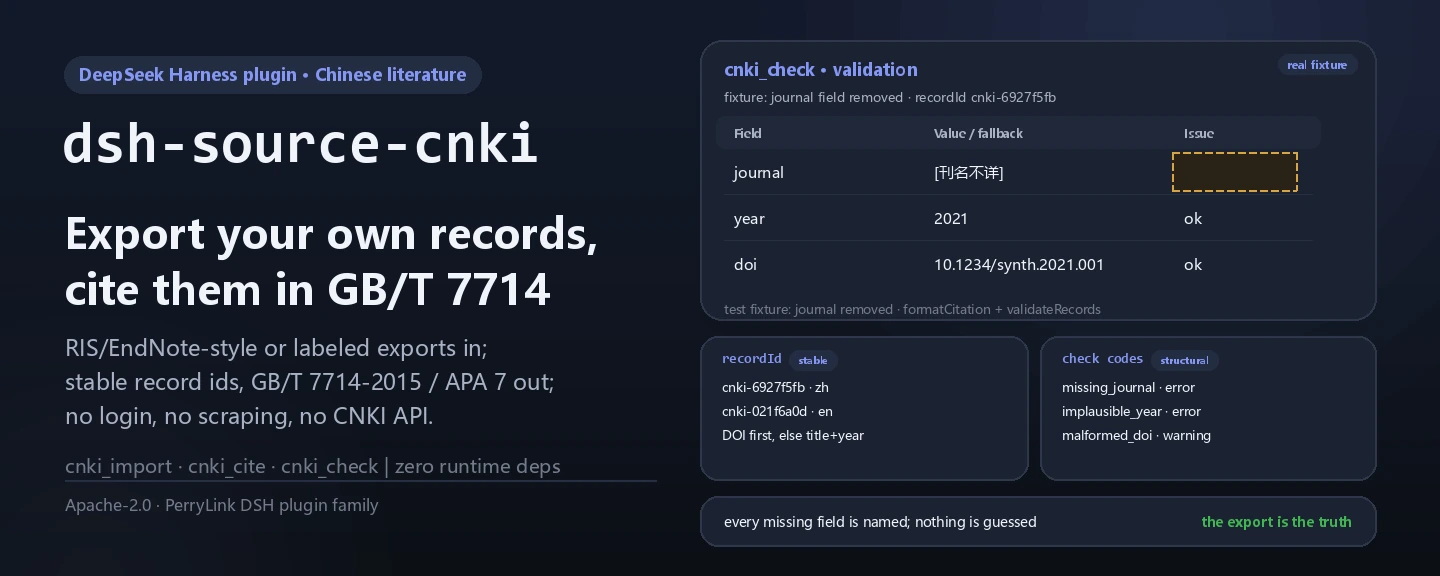 DeepSeek Harness plugin • Chinese literature
dsh-source-cnki
Export your own records,
cite them in GB/T 7714
RIS/EndNote-style or labeled exports in;
stable record ids, GB/T 7714-2015 / APA 7 out;
no login, no scraping, no CNKI API.
cnki_import · cnki_cite · cnki_check | zero runtime deps
Apache-2.0 · PerryLink DSH plugin family
cnki_check • validation
real fixture
fixture: journal field removed · recordId cnki-6927f5fb
Field Value / fallback Issue
journal [刊名不详]
year 2021 ok
doi 10.1234/synth.2021.001 ok
test fixture: journal removed · formatCitation + validateRecords
recordId stable
cnki-6927f5fb · zh
cnki-021f6a0d · en
DOI first, else title+year
check codes structural
missing_journal · error
implausible_year · error
malformed_doi · warning
every missing field is named; nothing is guessed
the export is the truth